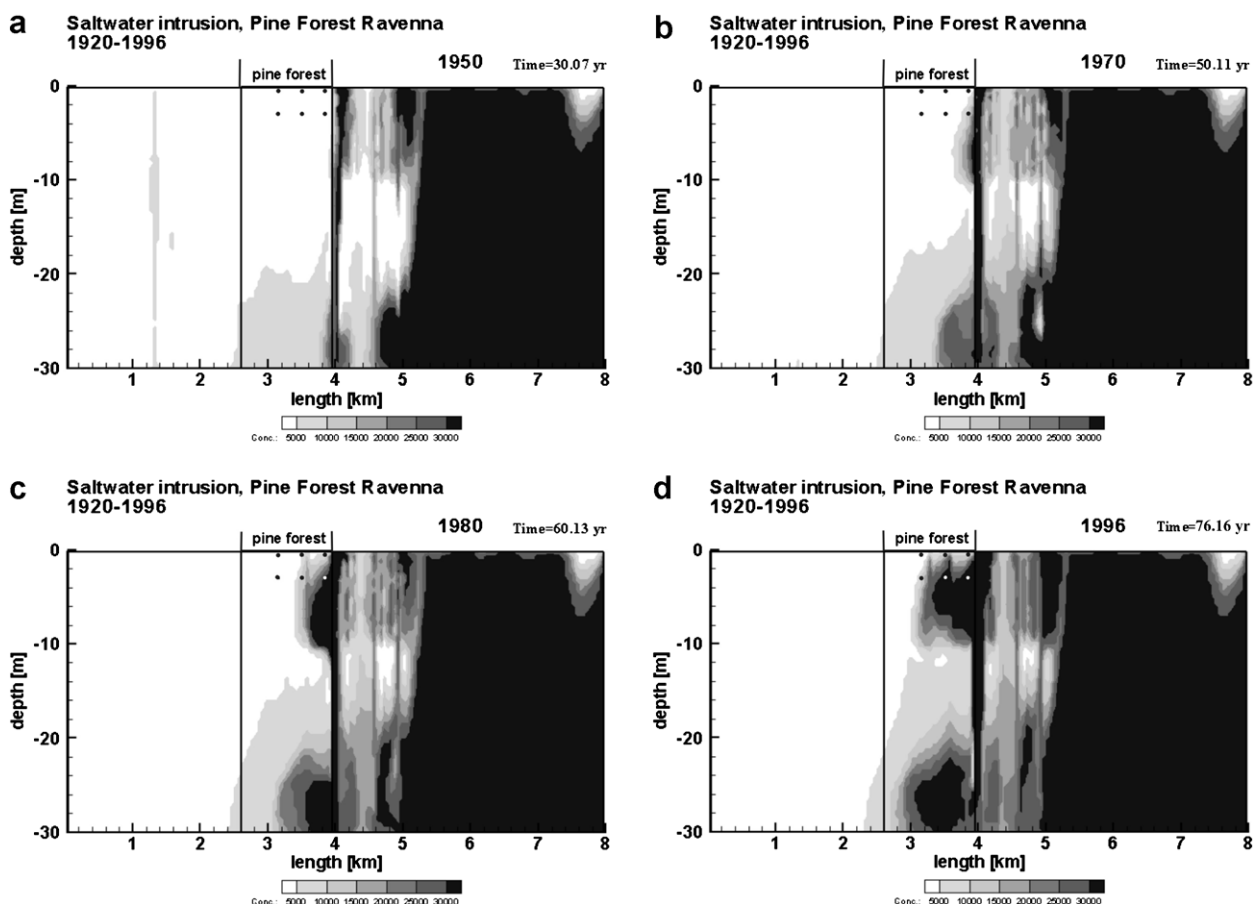 a
Saltwater intrusion, Pine Forest Ravenna
1920-1996
pine forest
1950
Time=30.07 yr
0
-10
-20
-30
depth [m]
1 2 3 4 5 6 7 8
length [km]
Conc.: 5000 10000 15000 20000 25000 30000
b
Saltwater intrusion, Pine Forest Ravenna
1920-1996
pine forest
1970
Time=50.11 yr
0
-10
-20
-30
depth [m]
1 2 3 4 5 6 7 8
length [km]
Conc.: 5000 10000 15000 20000 25000 30000
c
Saltwater intrusion, Pine Forest Ravenna
1920-1996
pine forest
1980
Time=60.13 yr
0
-10
-20
-30
depth [m]
1 2 3 4 5 6 7 8
length [km]
Conc.: 5000 10000 15000 20000 25000 30000
d
Saltwater intrusion, Pine Forest Ravenna
1920-1996
pine forest
1996
Time=76.16 yr
0
-10
-20
-30
depth [m]
1 2 3 4 5 6 7 8
length [km]
Conc.: 5000 10000 15000 20000 25000 30000